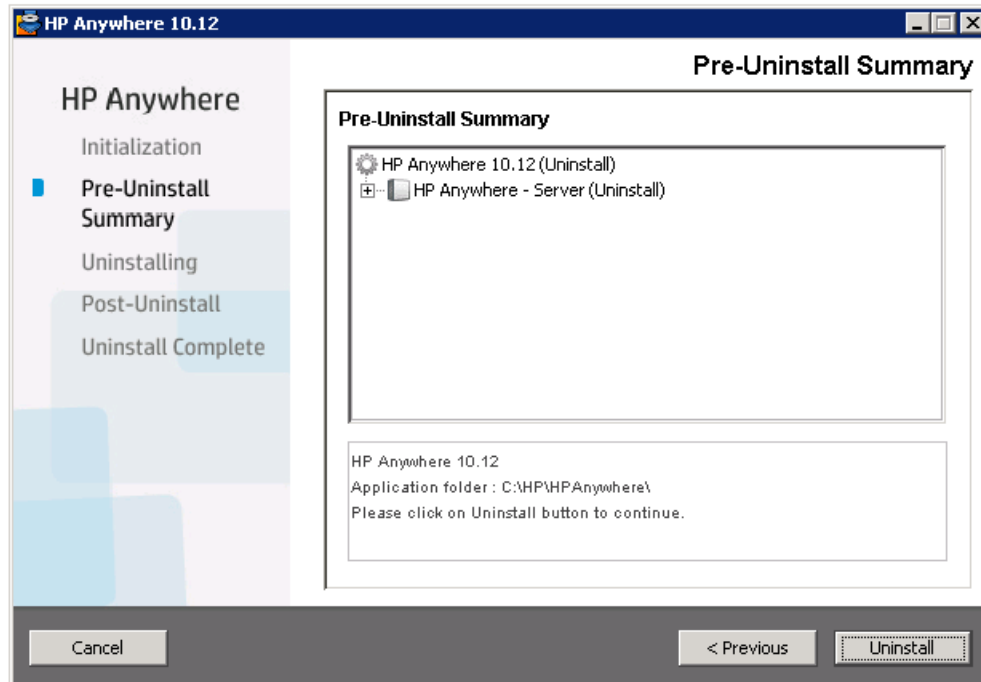 HP Anywhere 10.12
Pre-Uninstall Summary
HP Anywhere
Initialization
Pre-Uninstall
Summary
Uninstalling
Post-Uninstall
Uninstall Complete
Pre-Uninstall Summary
HP Anywhere 10.12 (Uninstall)
HP Anywhere - Server (Uninstall)
HP Anywhere 10.12
Application folder : C:\HP\HPAnywhere\
Please click on Uninstall button to continue.
Cancel
< Previous
Uninstall